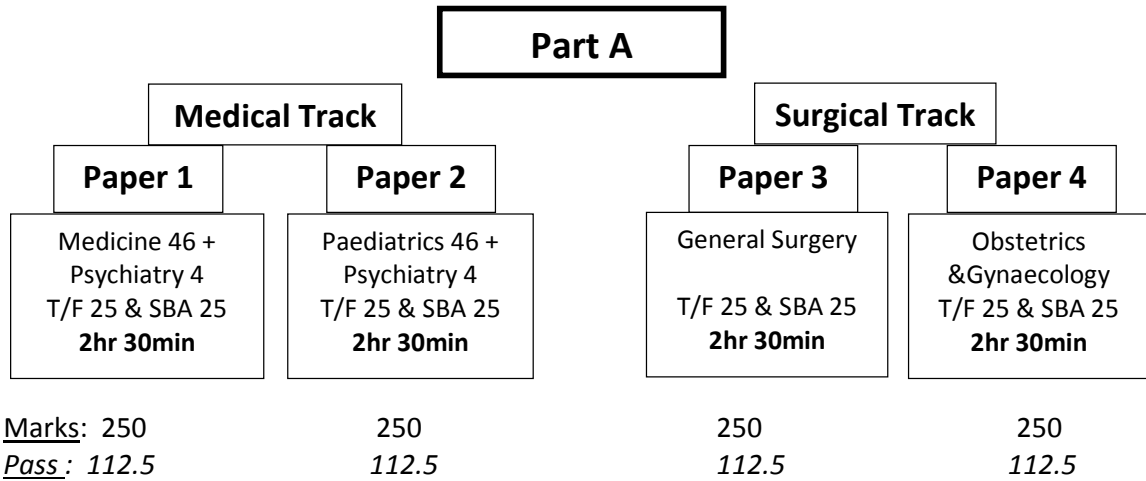 Part A
Medical Track
Surgical Track
Paper 1
Paper 2
Paper 3
Paper 4
Medicine 46 +
Psychiatry 4
T/F 25 & SBA 25
2hr 30min
Paediatrics 46 +
Psychiatry 4
T/F 25 & SBA 25
2hr 30min
General Surgery
T/F 25 & SBA 25
2hr 30min
Obstetrics
&Gynaecology
T/F 25 & SBA 25
2hr 30min
Marks: 250 250 250 250
Pass : 112.5 112.5 112.5 112.5